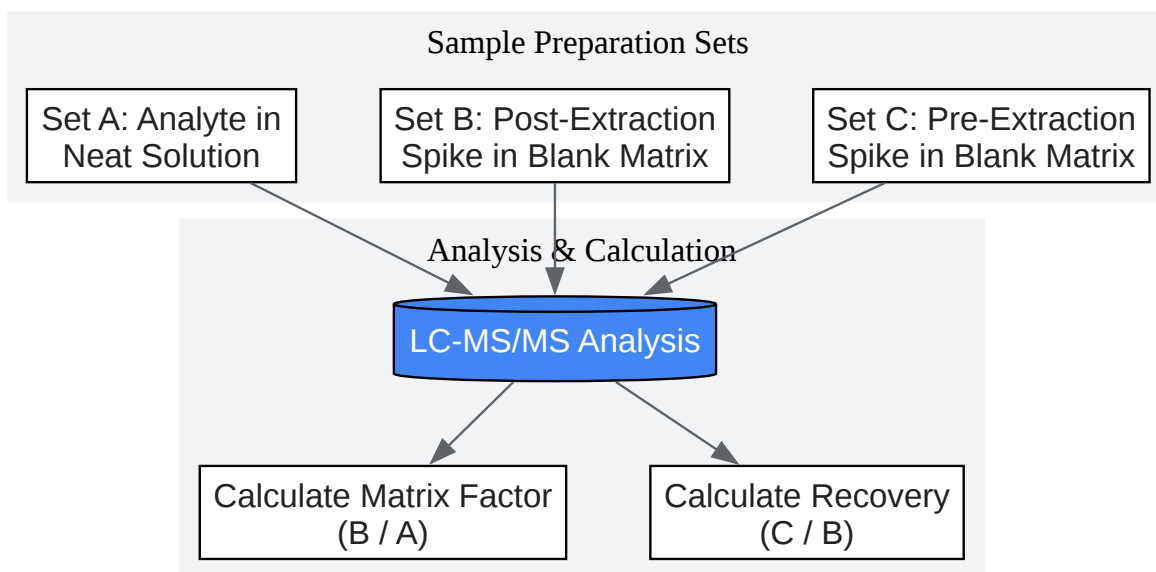 Sample Preparation Sets
Set A: Analyte in
Neat Solution
Set B: Post-Extraction
Spike in Blank Matrix
Set C: Pre-Extraction
Spike in Blank Matrix
Analysis & Calculation
LC-MS/MS Analysis
Calculate Matrix Factor
(B / A)
Calculate Recovery
(C / B)